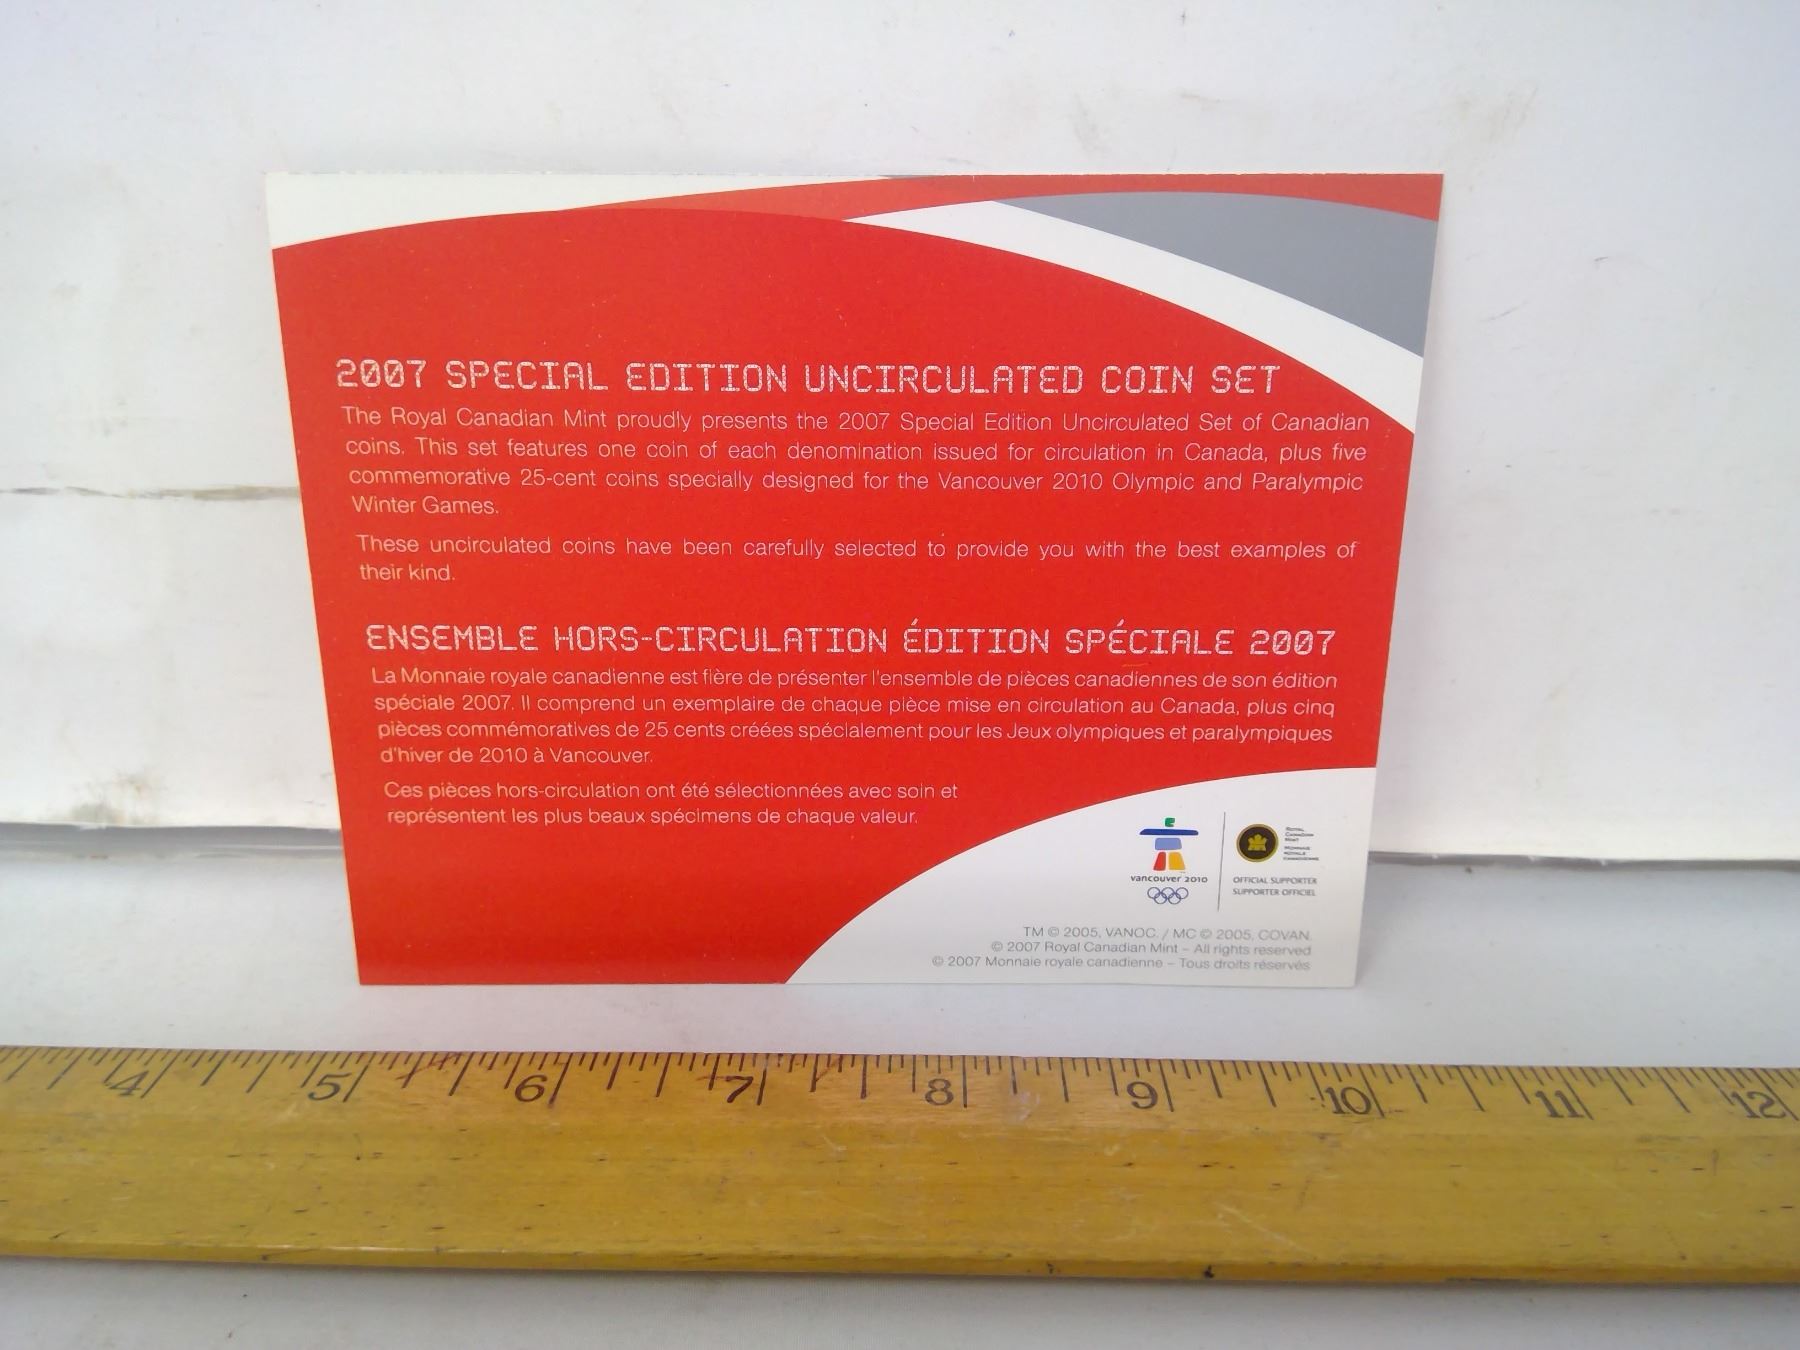 2007 SPECIAL EDITION UNCIRCULATED COIN SET
The Royal Canadian Mint proudly presents the 2007 Special Edition Uncirculated Set of Canadian
coins. This set features one coin of each denomination issued for circulation in Canada, plus five
commemorative 25-cent coins specially designed for the Vancouver 2010 Olympic and Paralympic
Winter Games.
These uncirculated coins have been carefully selected to provide you with the best examples of
their kind.
ENSEMBLE HORS-CIRCULATION ÉDITION SPÉCIALE 2007
La Monnaie royale canadienne est fière de présenter l'ensemble de pièces canadiennes de son édition
spéciale 2007. Il comprend un exemplaire de chaque pièce mise en circulation au Canada, plus cinq
pièces commémoratives de 25 cents créées spécialement pour les Jeux olympiques et paralympiques
d'hiver de 2010 à Vancouver.
Ces pièces hors-circulation ont été sélectionnées avec soin et
représentent les plus beaux spécimens de chaque valeur.
vancouver 2010
ROYAL
CANADIAN
MINT
MONNAIE
ROYALE
CANADIENNE
OFFICIAL SUPPORTER
SUPPORTER OFFICIEL
TM © 2005, VANOC. / MC © 2005, COVAN.
© 2007 Royal Canadian Mint – All rights reserved
© 2007 Monnaie royale canadienne – Tous droits réservés
4 5 6 7 8 9 10 11 12